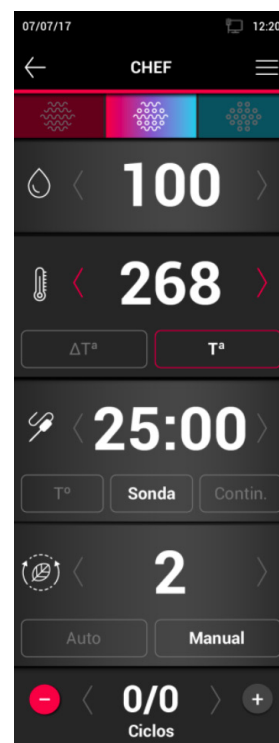 07/07/17 12:20
CHEF
100
268
ΔTª Tª
25:00
Tº Sonda Contin.
2
Auto Manual
0/0
Ciclos